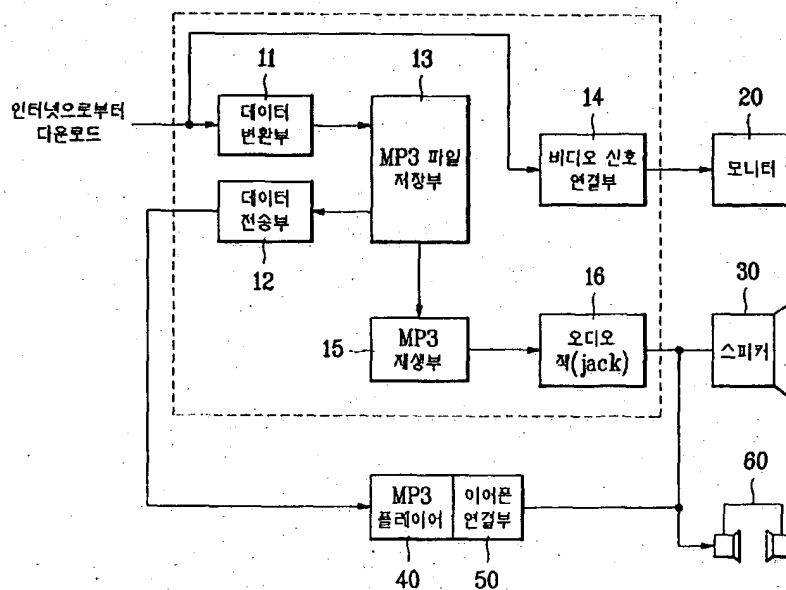 11
13
14
20
인터넷으로부터
다운로드
데이터
변환부
MP3 파일
저장부
비디오 신호
연결부
모니터
데이터
전송부
12
16
30
15
MP3
재생부
오디오
잭(jack)
스피커
60
MP3
플레이어
이어폰
연결부
40
50